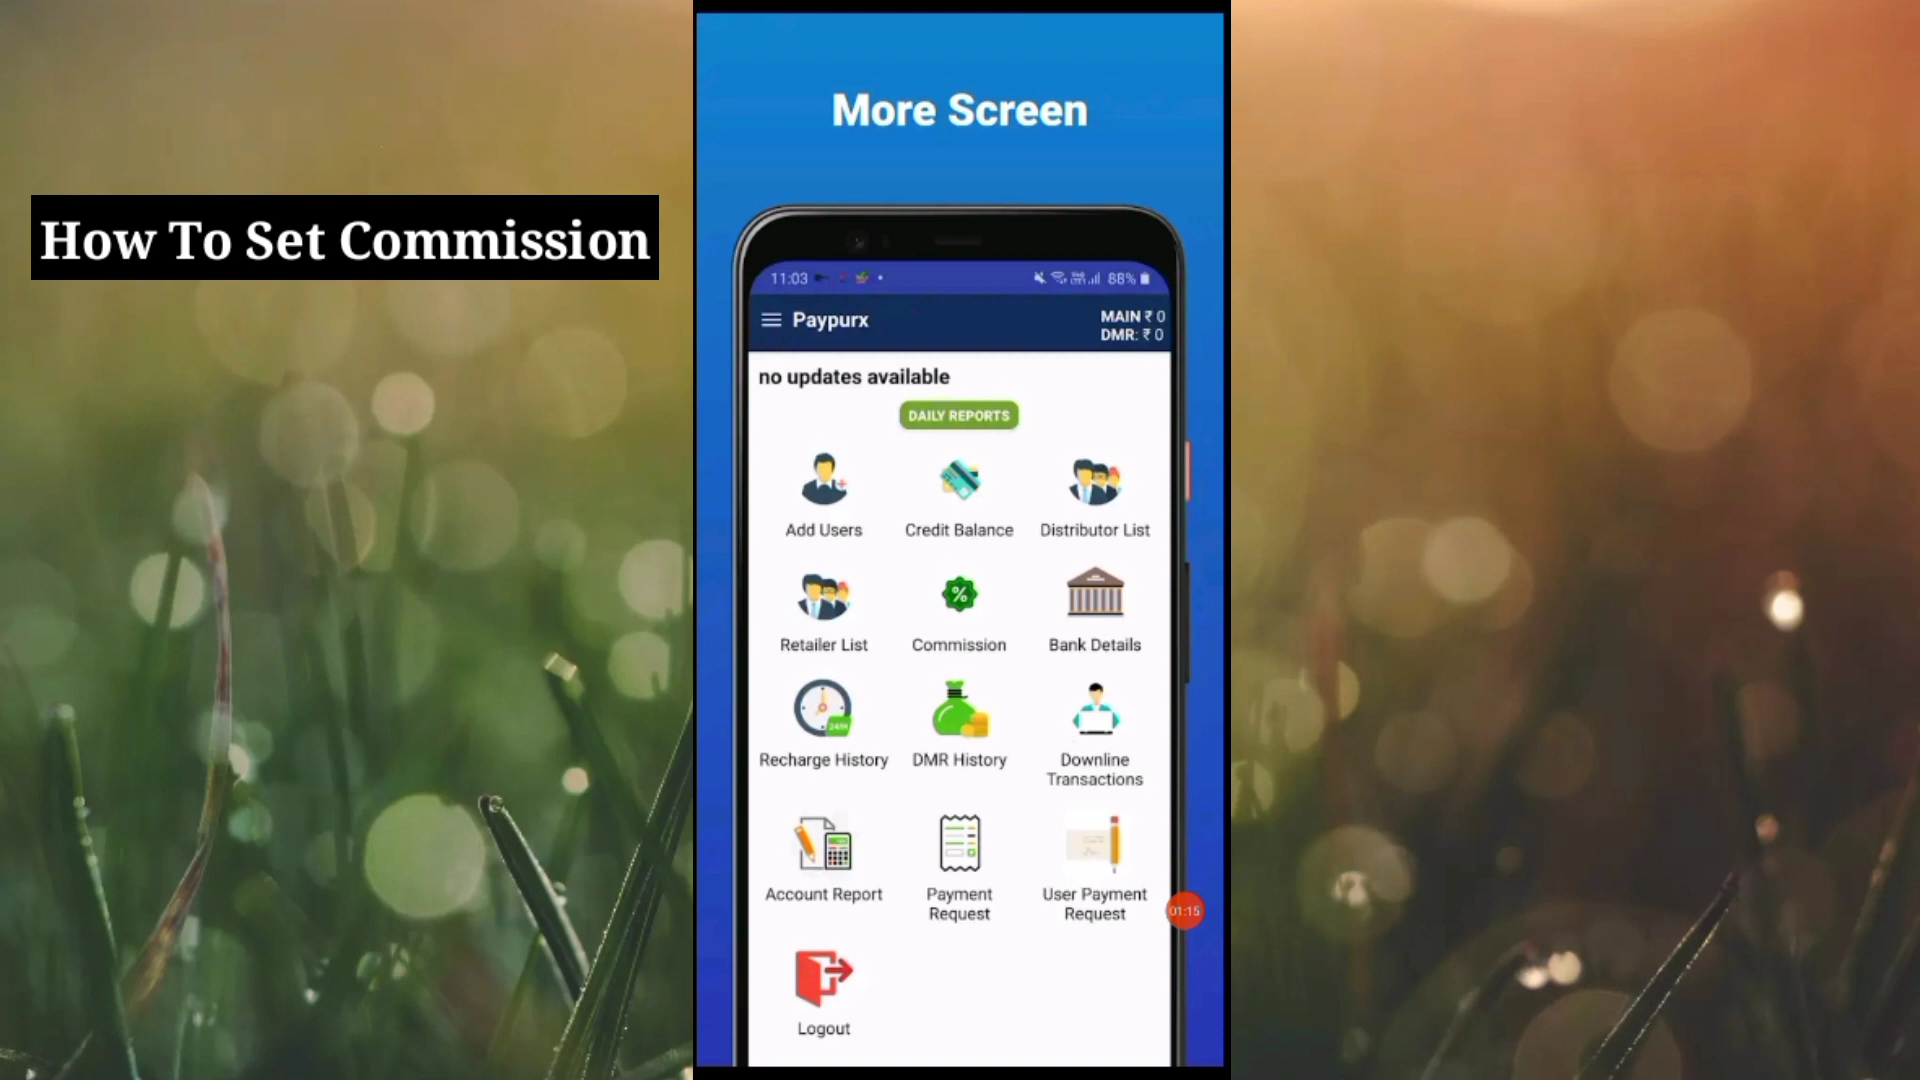 How To Set Commission
More Screen
11:03
88%
Paypurx
MAIN ₹ 0
DMR: ₹ 0
no updates available
DAILY REPORTS
Add Users
Credit Balance
Distributor List
Retailer List
%
Commission
Bank Details
Recharge History
DMR History
Downline
Transactions
Account Report
Payment
Request
User Payment
Request
01:15
Logout